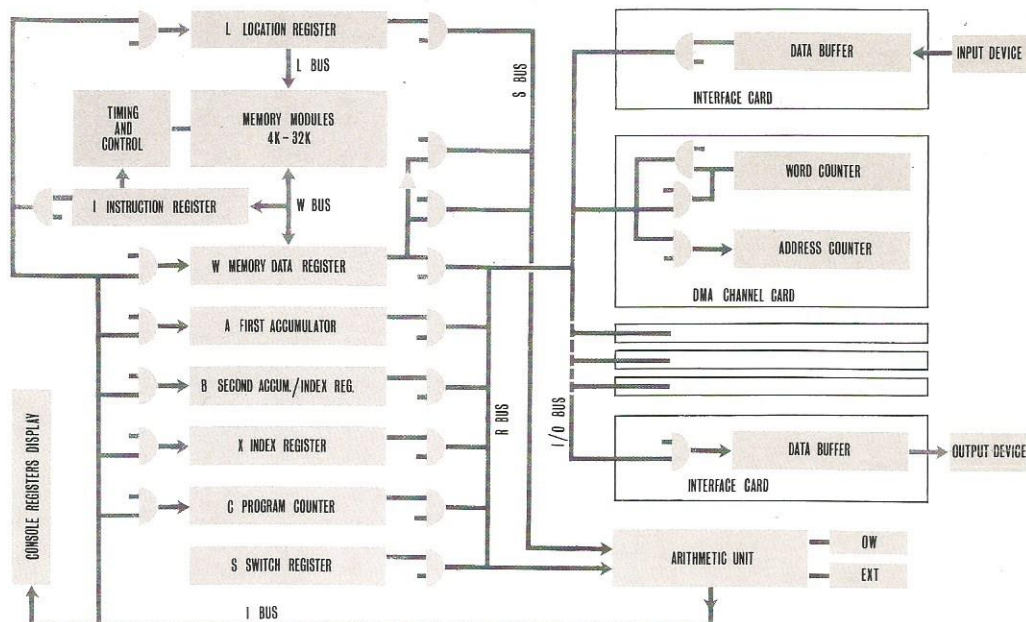 L LOCATION REGISTER
L BUS
TIMING
AND
CONTROL
MEMORY MODULES
4K-32K
I INSTRUCTION REGISTER
W BUS
W MEMORY DATA REGISTER
A FIRST ACCUMULATOR
B SECOND ACCUM./INDEX REG.
X INDEX REGISTER
C PROGRAM COUNTER
S SWITCH REGISTER
CONSOLE REGISTERS DISPLAY
I BUS
S BUS
R BUS
I/O BUS
DATA BUFFER
INTERFACE CARD
INPUT DEVICE
WORD COUNTER
ADDRESS COUNTER
DMA CHANNEL CARD
DATA BUFFER
INTERFACE CARD
OUTPUT DEVICE
ARITHMETIC UNIT
OW
EXT